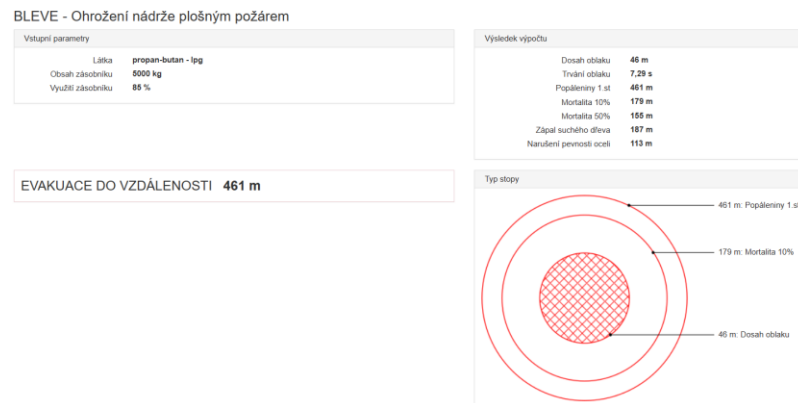 BLEVE - Ohrožení nádrže plošným požárem
Vstupní parametry
Látka propan-butan - lpg
Obsah zásobníku 5000 kg
Využití zásobníku 85 %
EVAKUACE DO VZDÁLENOSTI 461 m
Výsledek výpočtu
Dosah oblaku 46 m
Trvání oblaku 7,29 s
Popáleniny 1.st 461 m
Mortalita 10% 179 m
Mortalita 50% 155 m
Zápal suchého dřeva 187 m
Narušení pevnosti oceli 113 m
Typ stopy
461 m: Popáleniny 1.st
179 m: Mortalita 10%
46 m: Dosah oblaku